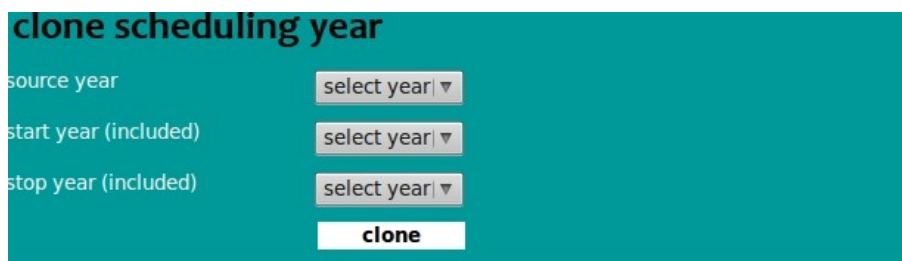 clone scheduling year
source year select year
start year (included) select year
stop year (included) select year
clone